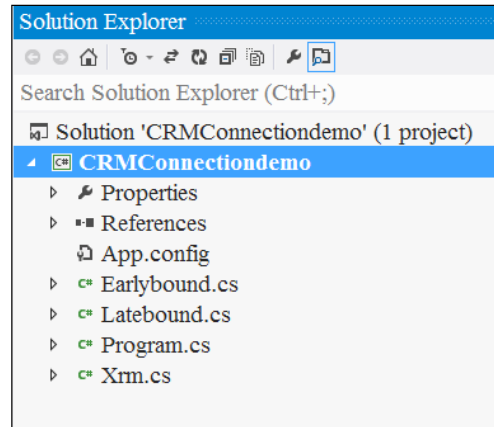 Solution Explorer
Search Solution Explorer (Ctrl+;)
Solution 'CRMConnectiondemo' (1 project)
C# CRMConnectiondemo
Properties
References
App.config
C# Earlybound.cs
C# Latebound.cs
C# Program.cs
C# Xrm.cs